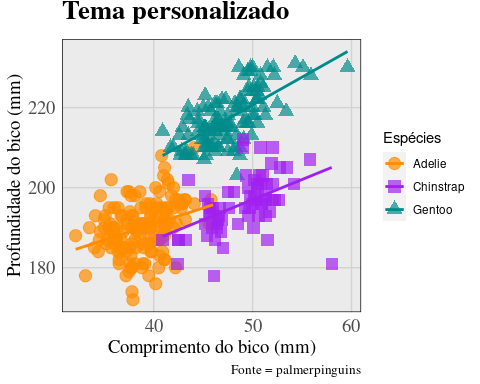 Tema personalizado
Profundidade do bico (mm)
220
200
180
40
50
60
Comprimento do bico (mm)
Fonte = palmerpinguins
Espécies
Adelie
Chinstrap
Gentoo